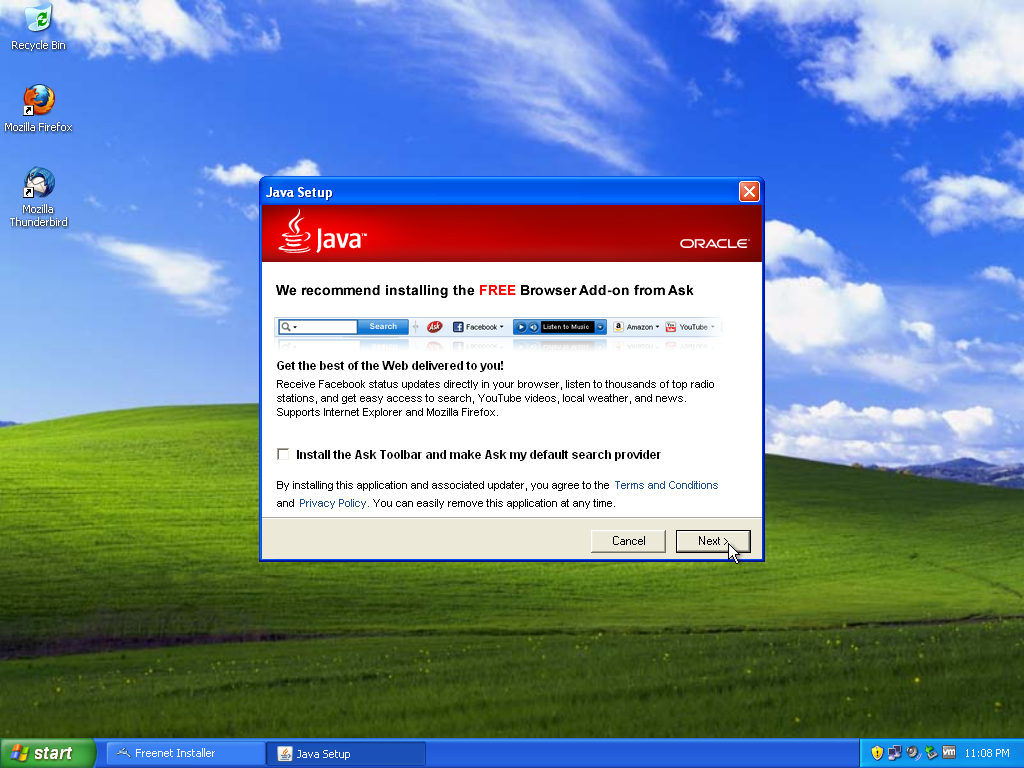 Recycle Bin
Mozilla Firefox
Mozilla
Thunderbird
Java Setup
Java™
ORACLE®
We recommend installing the FREE Browser Add-on from Ask
Search Ask Facebook Listen to Music Amazon YouTube
Get the best of the Web delivered to you!
Receive Facebook status updates directly in your browser, listen to thousands of top radio
stations, and get easy access to search, YouTube videos, local weather, and news.
Supports Internet Explorer and Mozilla Firefox.
Install the Ask Toolbar and make Ask my default search provider
By installing this application and associated updater, you agree to the Terms and Conditions
and Privacy Policy. You can easily remove this application at any time.
Cancel
Next >
start
Freenet Installer
Java Setup
vm
11:08 PM